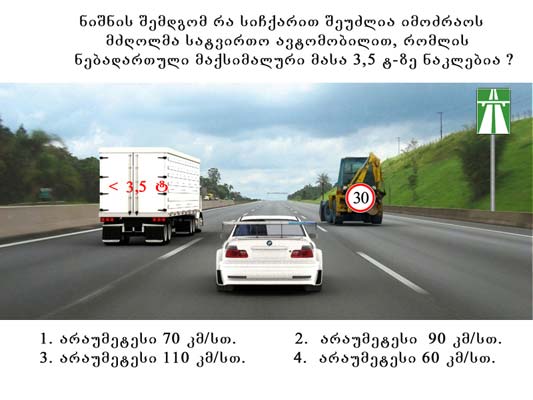 ნიშნის შემდგომ რა სიჩქარით შეუძლია იმოძრაოს
მძღოლმა სატვირთო ავტომობილით, რომლის
ნებადართული მაქსიმალური მასა 3,5 ტ-ზე ნაკლებია ?
< 3,5 ტ
30
1. არაუმეტესი 70 კმ/სთ.
2. არაუმეტესი 90 კმ/სთ.
3. არაუმეტესი 110 კმ/სთ.
4. არაუმეტესი 60 კმ/სთ.